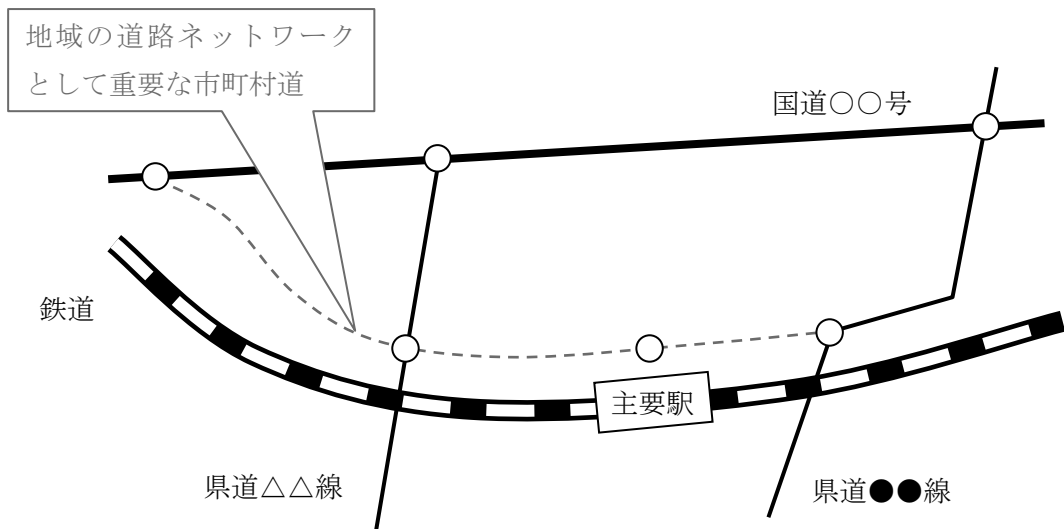 地域の道路ネットワーク
として重要な市町村道
国道○○号
鉄道
主要駅
県道△△線
県道●●線